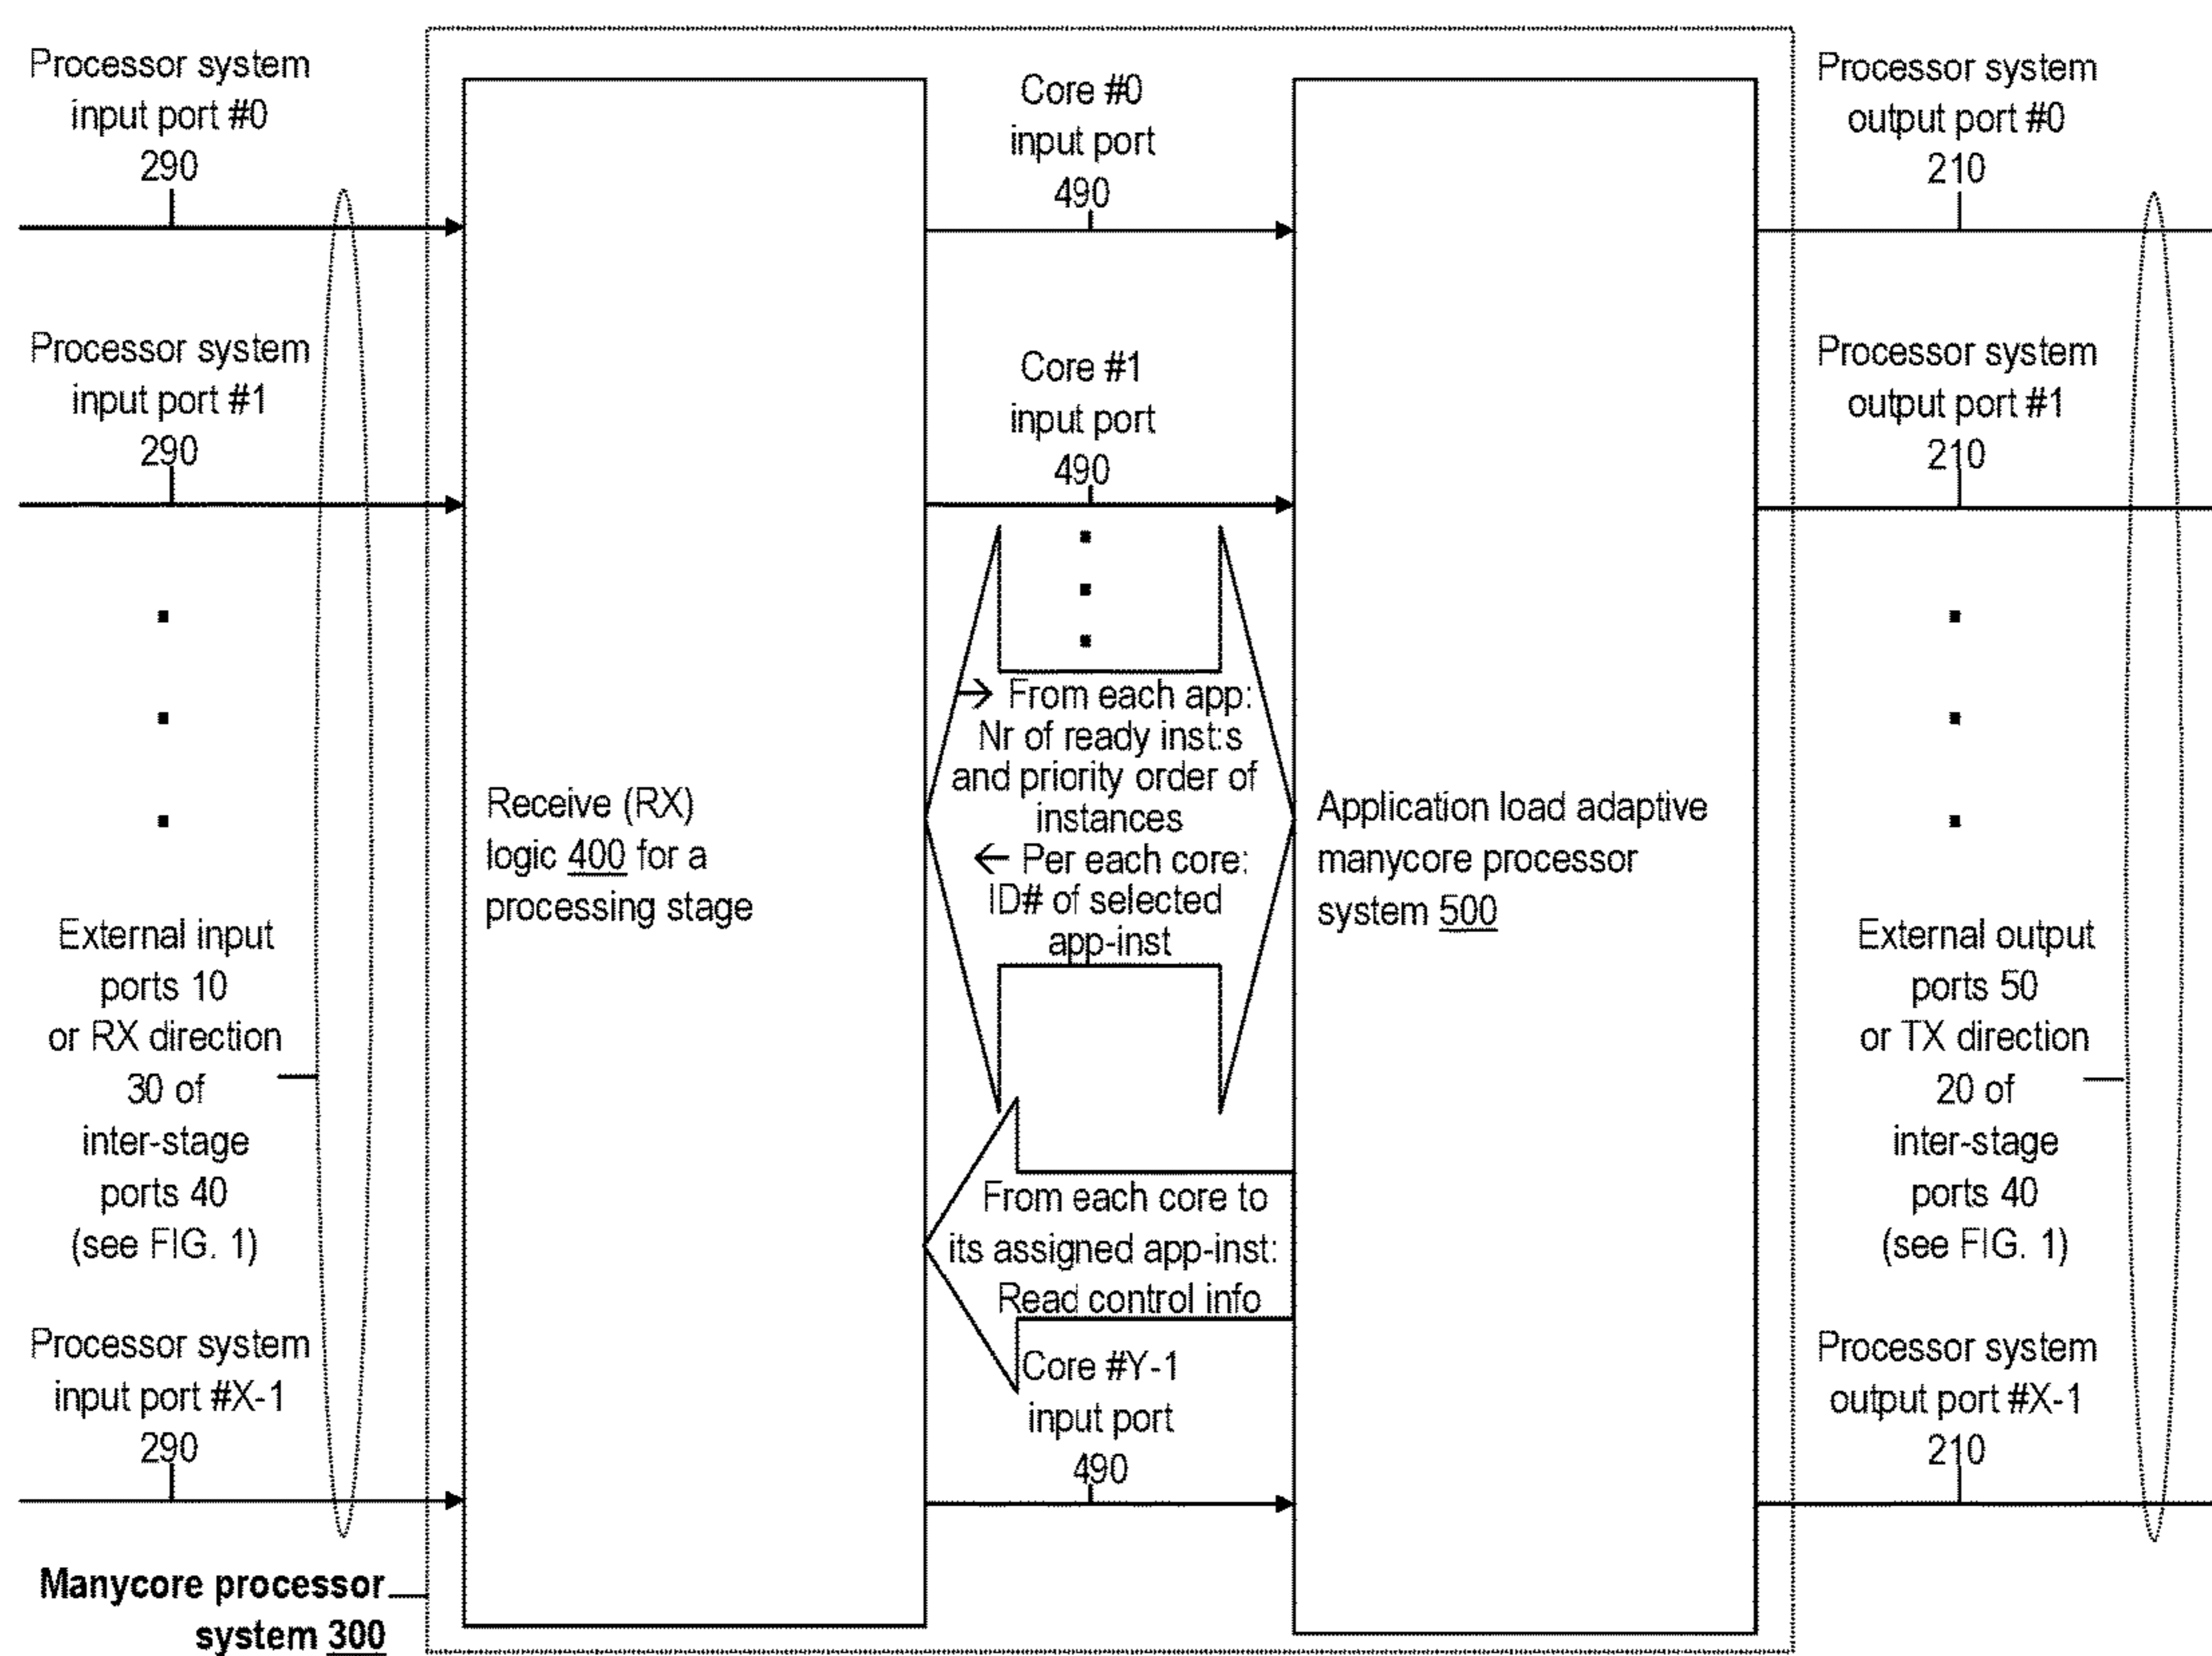 Processor system
input port #0
290
Processor system
input port #1
290
External input
ports 10
or RX direction
30 of
inter-stage
ports 40
(see FIG. 1)
Processor system
input port #X-1
290
Manycore processor
system 300
Receive (RX)
logic 400 for a
processing stage
Core #0
input port
490
Core #1
input port
490
→ From each app:
Nr of ready inst:s
and priority order of
instances
← Per each core:
ID# of selected
app-inst
From each core to
its assigned app-inst:
Read control info
Core #Y-1
input port
490
Application load adaptive
manycore processor
system 500
Processor system
output port #0
210
Processor system
output port #1
210
External output
ports 50
or TX direction
20 of
inter-stage
ports 40
(see FIG. 1)
Processor system
output port #X-1
210